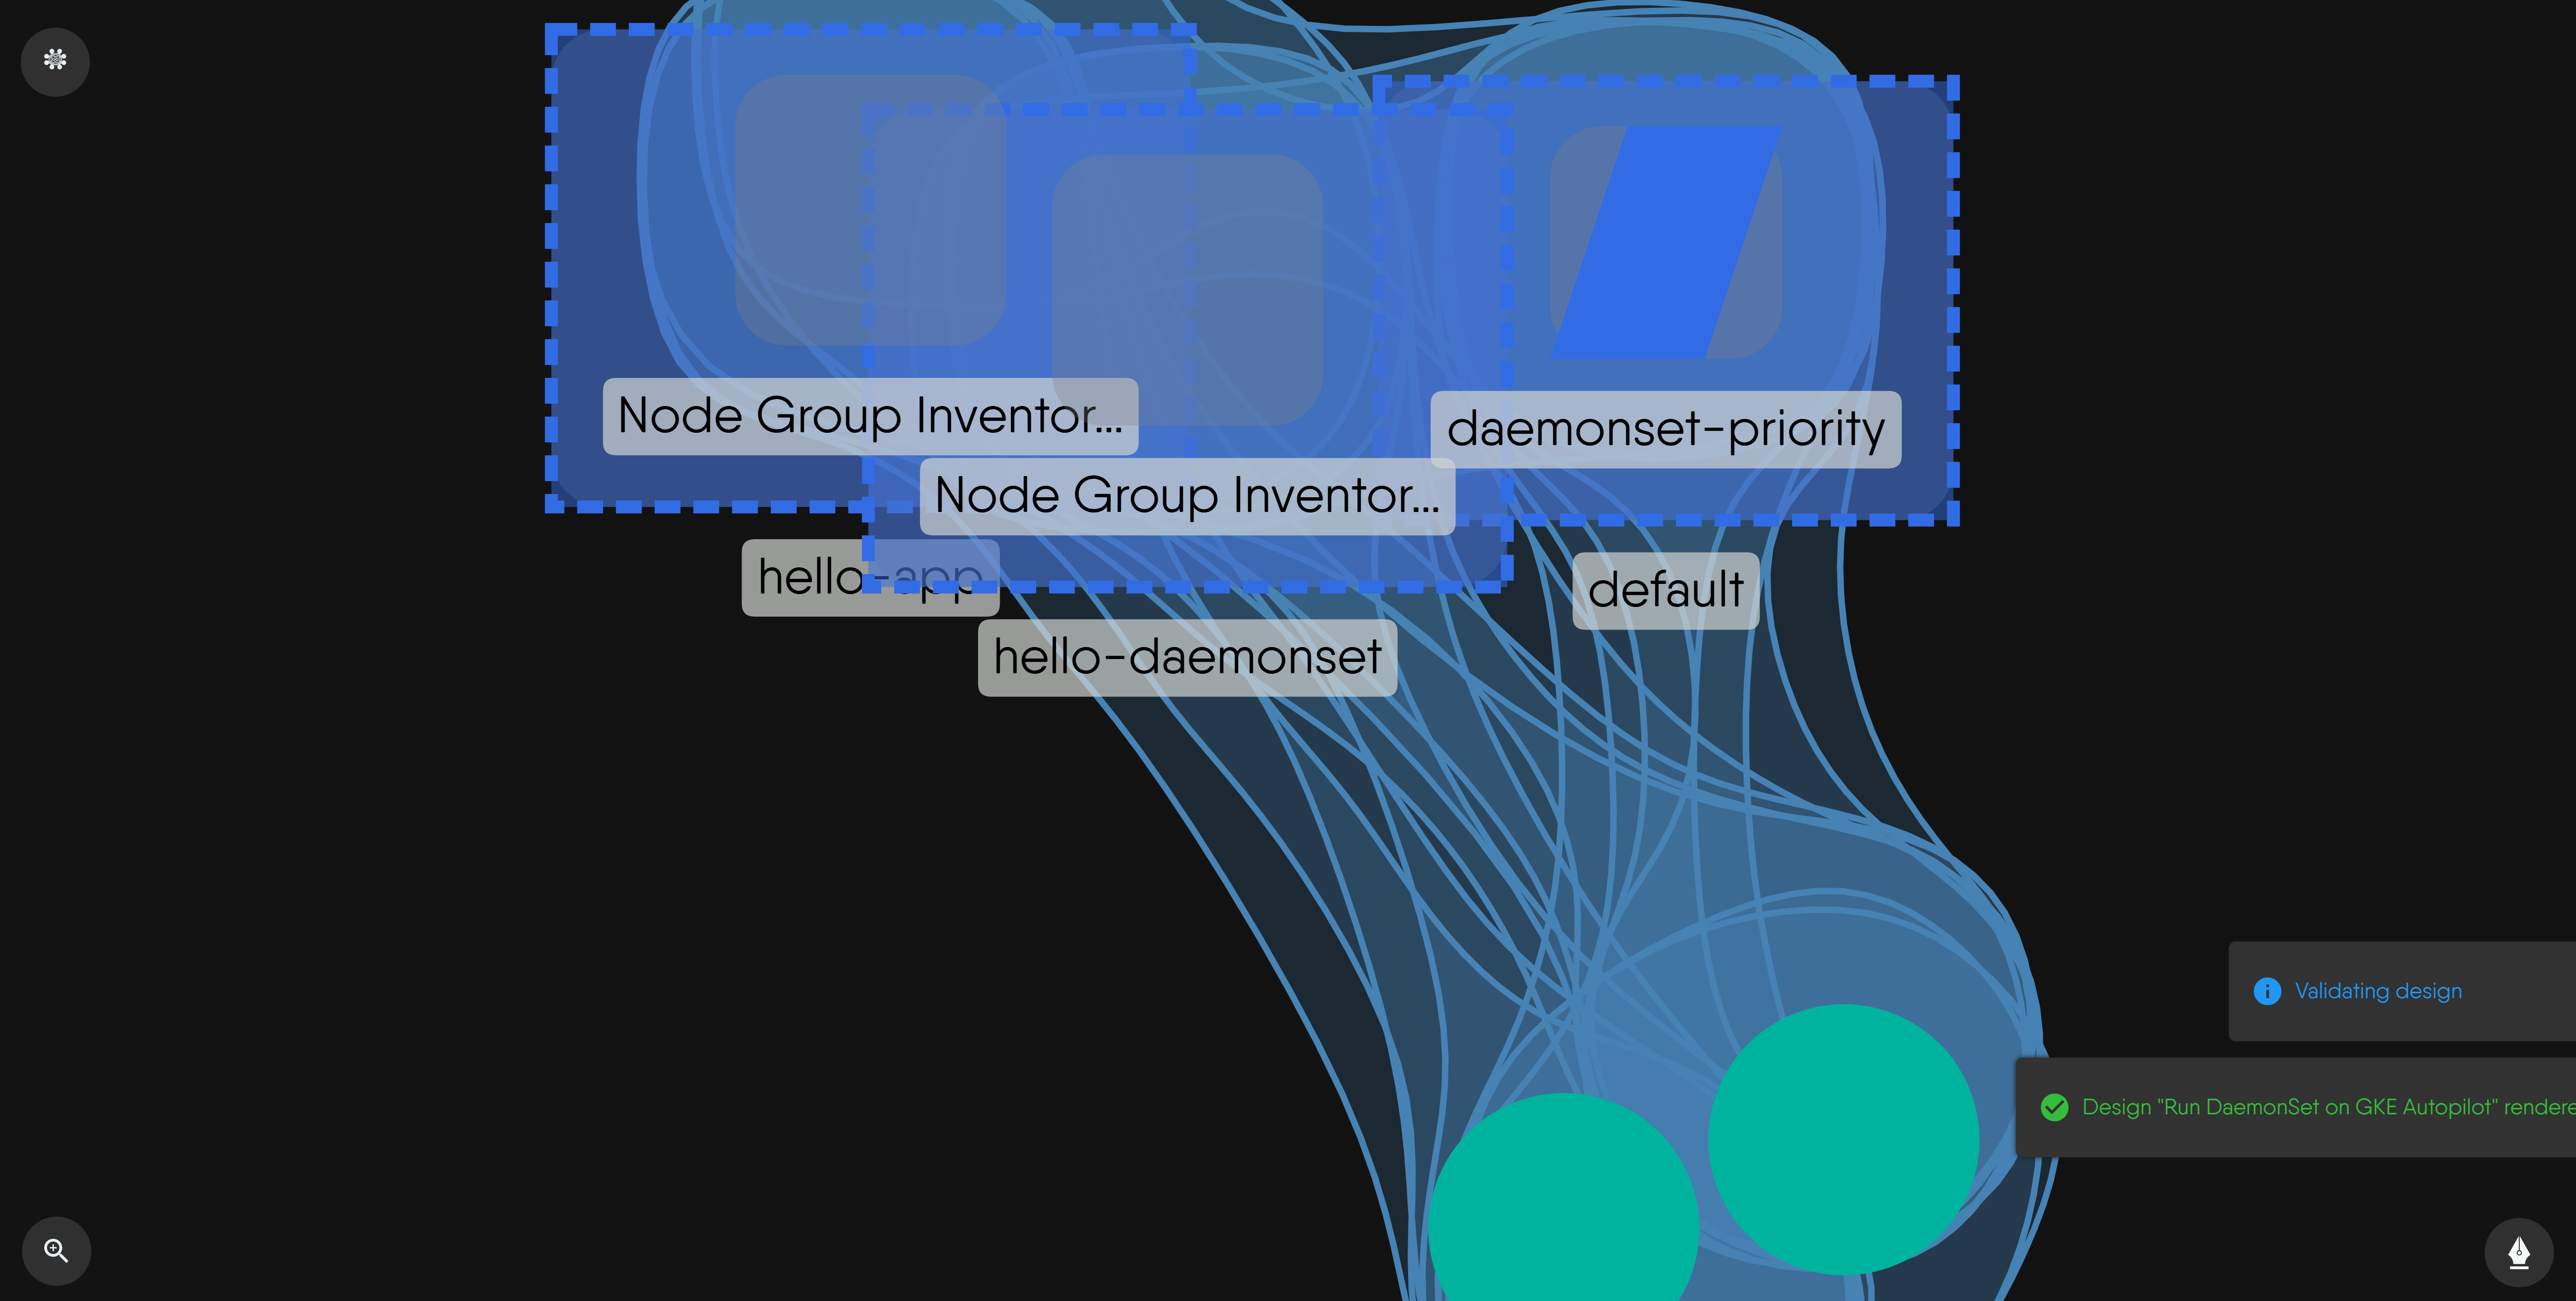 Node Group Inventor...
daemonset-priority
Node Group Inventor...
hello-app
default
hello-daemonset
Validating design
Design "Run DaemonSet on GKE Autopilot" rendere